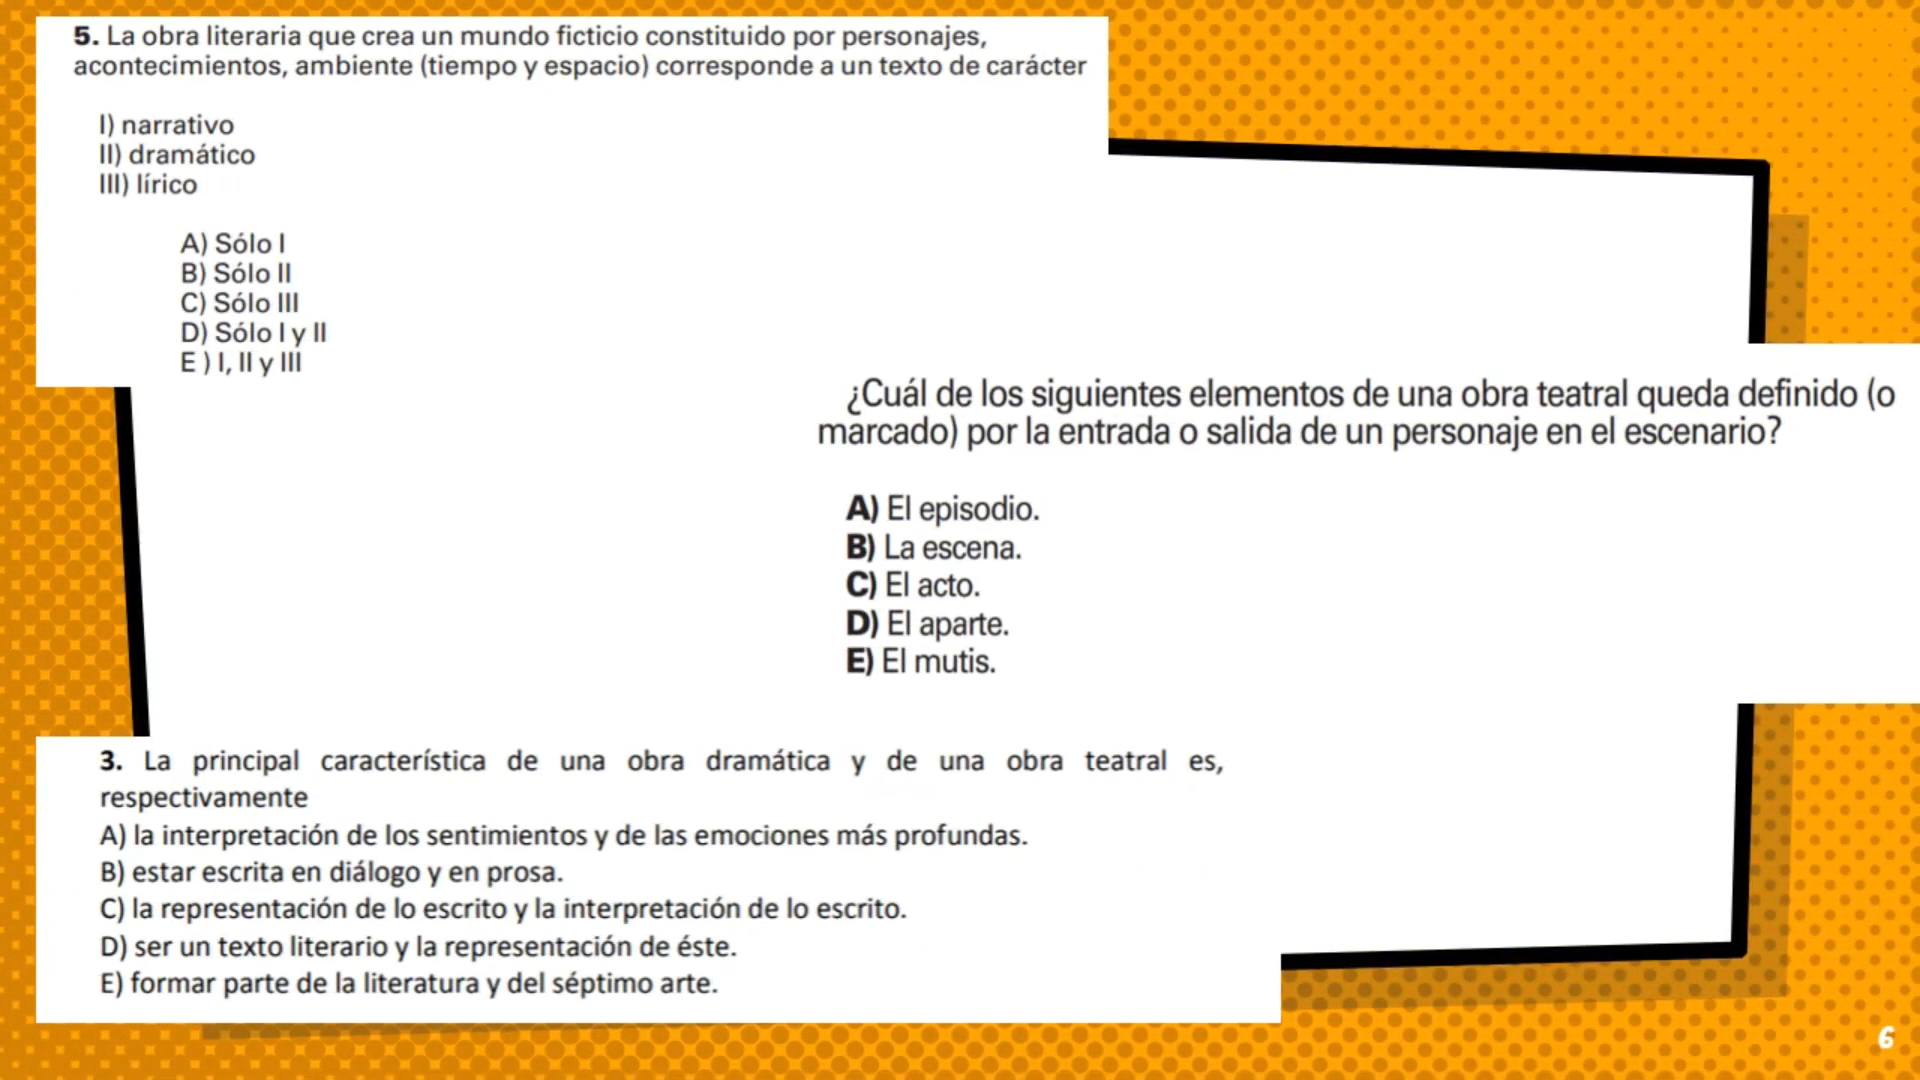 5. La obra literaria que crea un mundo ficticio constituido por personajes,
acontecimientos, ambiente (tiempo y espacio) corresponde a un texto de carácter
I) narrativo
II) dramático
III) lírico
A) Sólo I
B) Sólo II
C) Sólo III
D) Sólo I y II
E ) I, II y III
¿Cuál de los siguientes elementos de una obra teatral queda definido (o
marcado) por la entrada o salida de un personaje en el escenario?
A) El episodio.
B) La escena.
C) El acto.
D) El aparte.
E) El mutis.
3. La principal característica de una obra dramática y de una obra teatral es,
respectivamente
A) la interpretación de los sentimientos y de las emociones más profundas.
B) estar escrita en diálogo y en prosa.
C) la representación de lo escrito y la interpretación de lo escrito.
D) ser un texto literario y la representación de éste.
E) formar parte de la literatura y del séptimo arte.
6